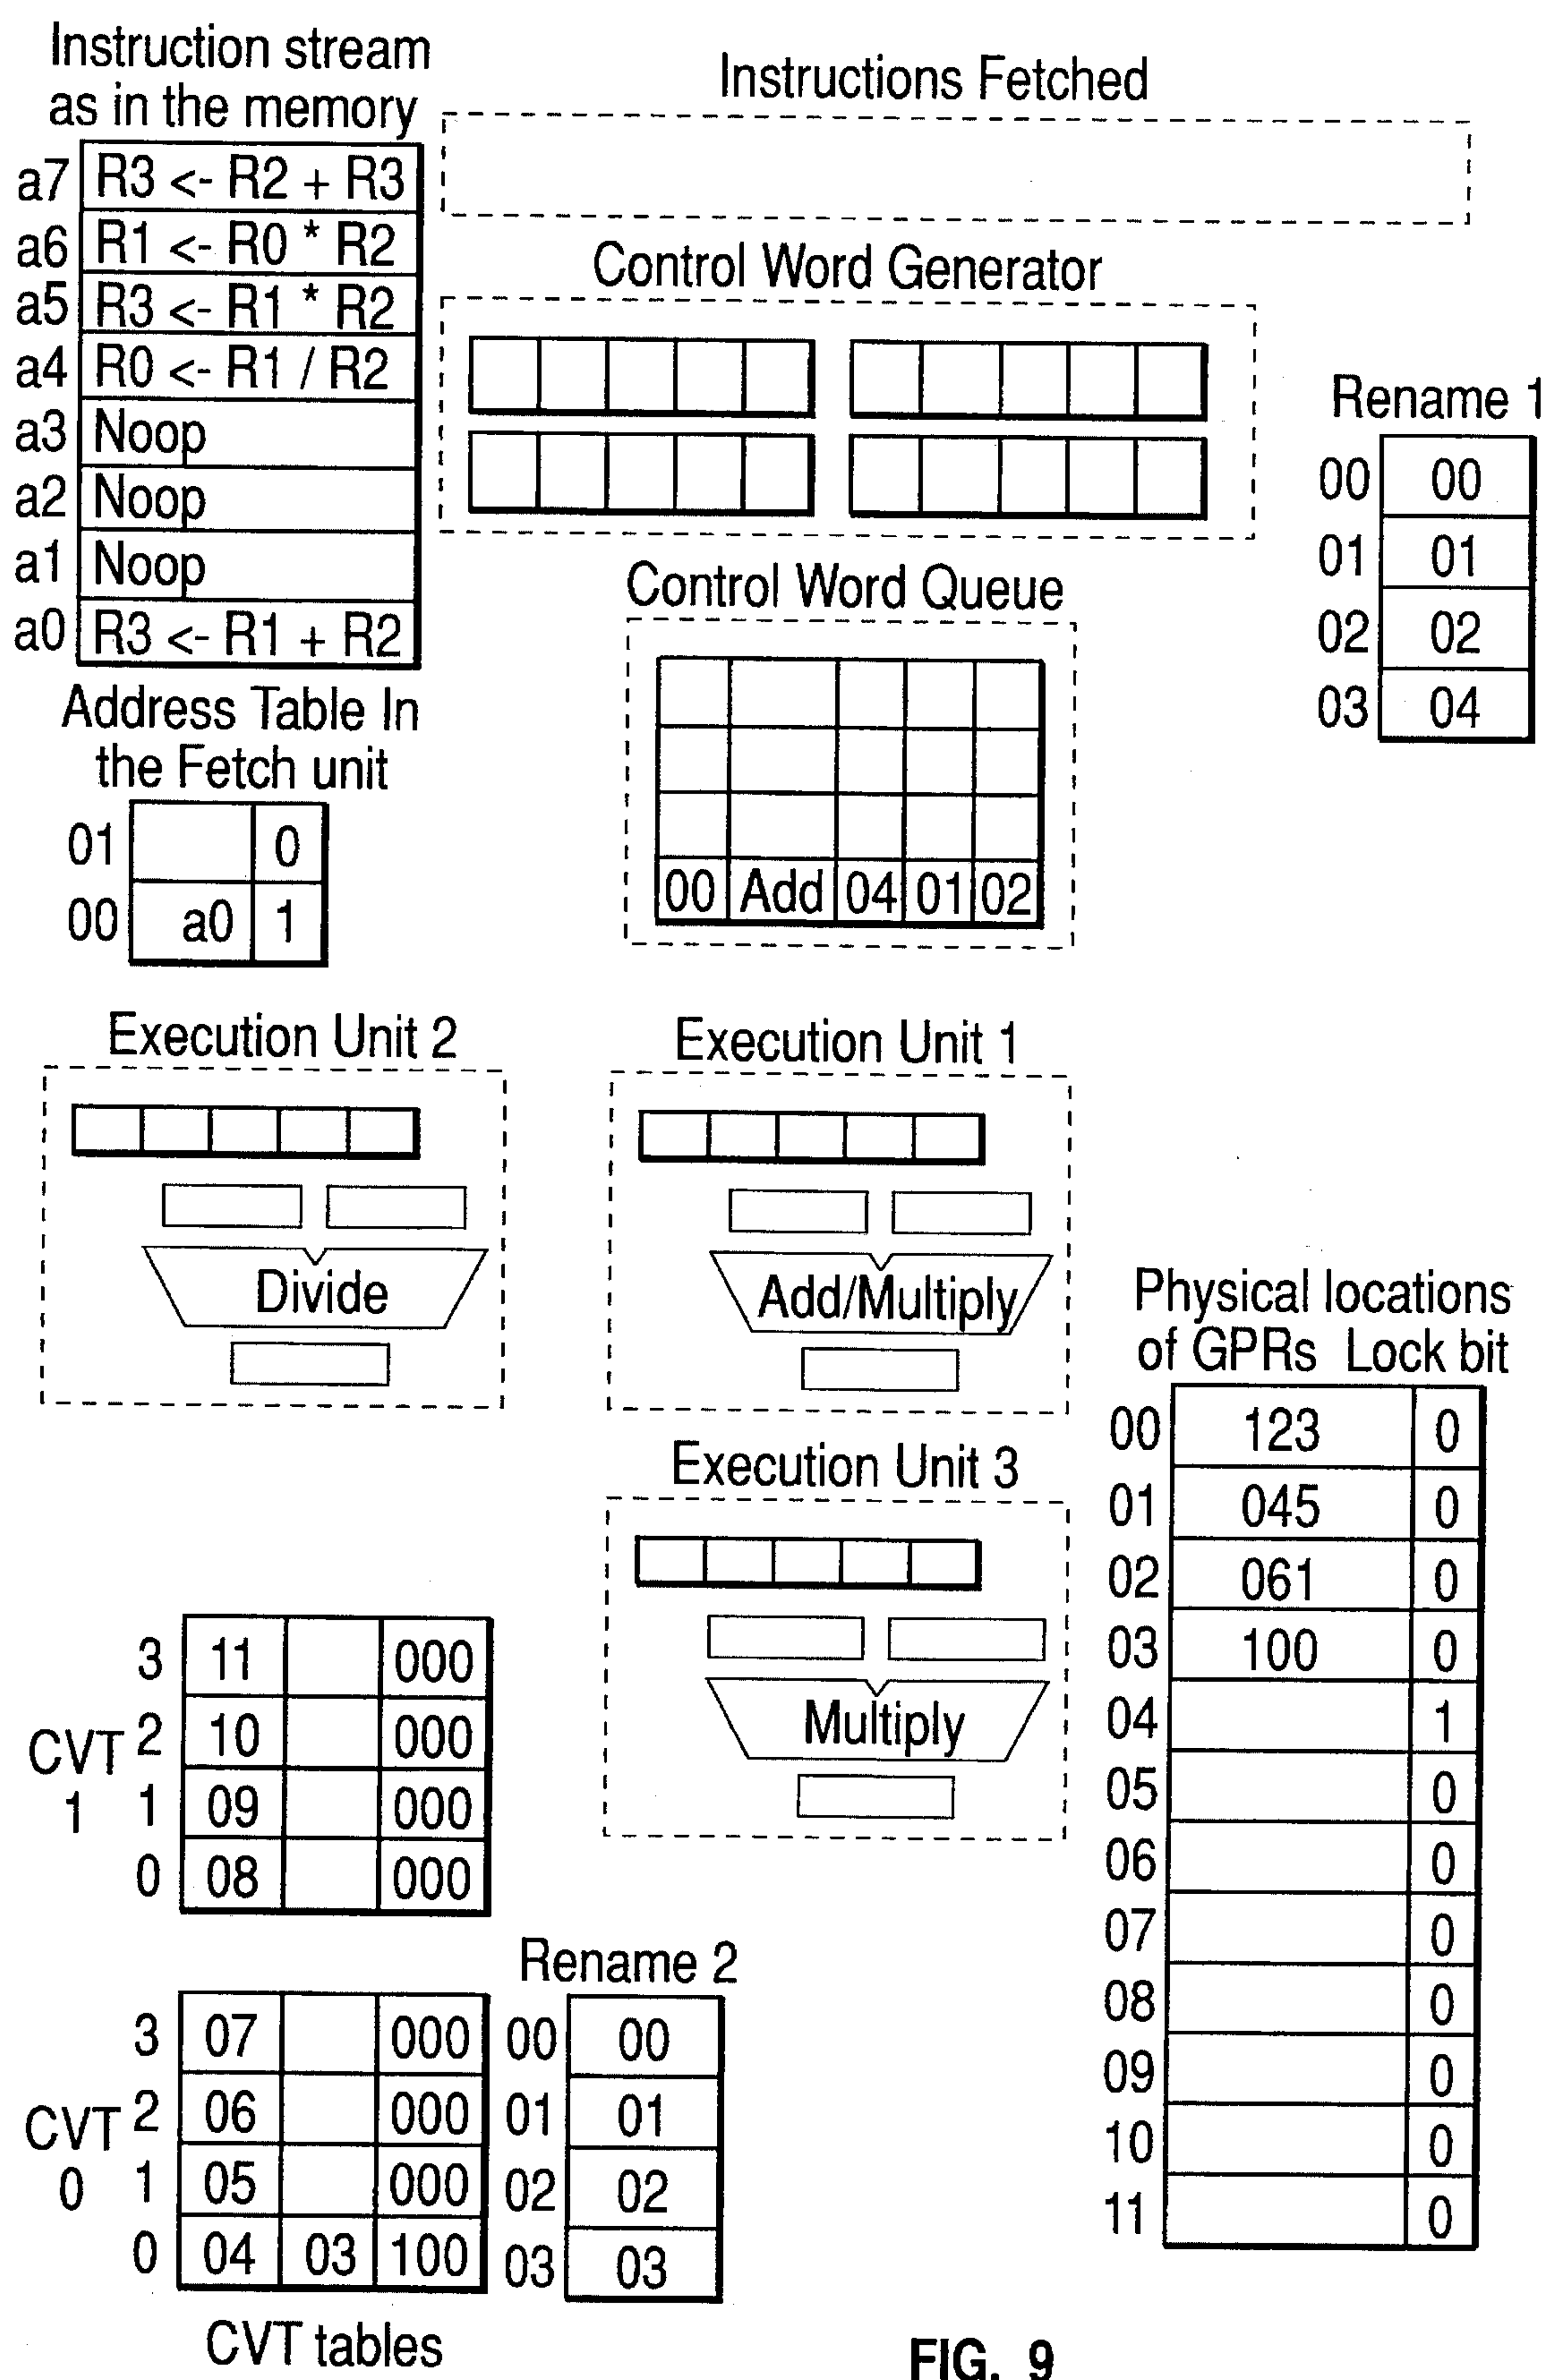 Instruction stream
as in the memory
a7 R3 <- R2 + R3
a6 R1 <- R0 * R2
a5 R3 <- R1 * R2
a4 R0 <- R1 / R2
a3 Noop
a2 Noop
a1 Noop
a0 R3 <- R1 + R2
Instructions Fetched
Control Word Generator
Rename 1
00 00
01 01
02 02
03 04
Control Word Queue
00 Add 04 01 02
Address Table In
the Fetch unit
01 0
00 a0 1
Execution Unit 2
Divide
Execution Unit 1
Add/Multiply
Execution Unit 3
Multiply
Physical locations
of GPRs Lock bit
00 123 0
01 045 0
02 061 0
03 100 0
04 1
05 0
06 0
07 0
08 0
09 0
10 0
11 0
CVT
1
3 11 000
2 10 000
1 09 000
0 08 000
CVT
0
3 07 000
2 06 000
1 05 000
0 04 03 100
Rename 2
00 00
01 01
02 02
03 03
CVT tables
FIG. 9